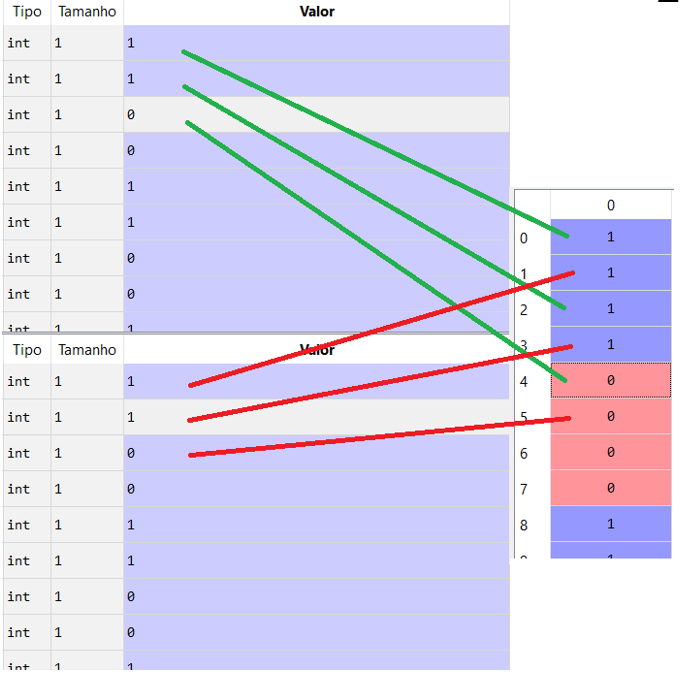 Tipo Tamanho Valor
int 1 1
int 1 1
int 1 0
int 1 0
int 1 1
int 1 1
int 1 0
int 1 0
int 1 1
Tipo Tamanho Valor
int 1 1
int 1 1
int 1 0
int 1 0
int 1 1
int 1 1
int 1 0
int 1 0
int 1 1
0
0 1
1 1
2 1
3 1
4 0
5 0
6 0
7 0
8 1
9 1